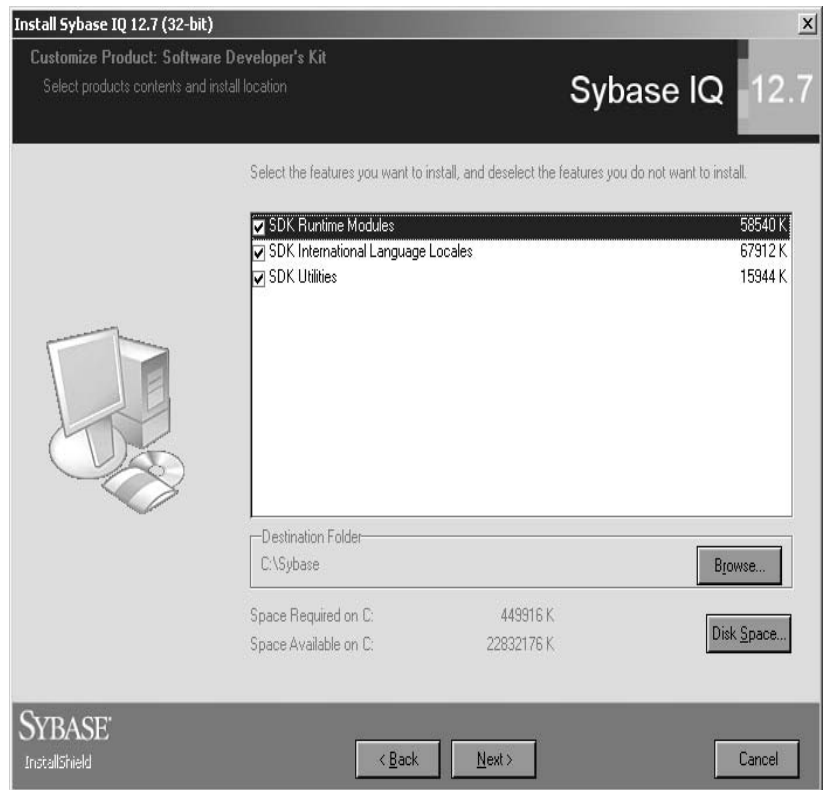 Install Sybase IQ 12.7 (32-bit)
Customize Product: Software Developer's Kit
Select products contents and install location
Sybase IQ 12.7
Select the features you want to install, and deselect the features you do not want to install.
SDK Runtime Modules 58540 K
SDK International Language Locales 67912 K
SDK Utilities 15944 K
Destination Folder
C:\Sybase
Browse...
Space Required on C: 449916 K
Space Available on C: 22832176 K
Disk Space...
SYBASE
InstallShield
< Back Next > Cancel